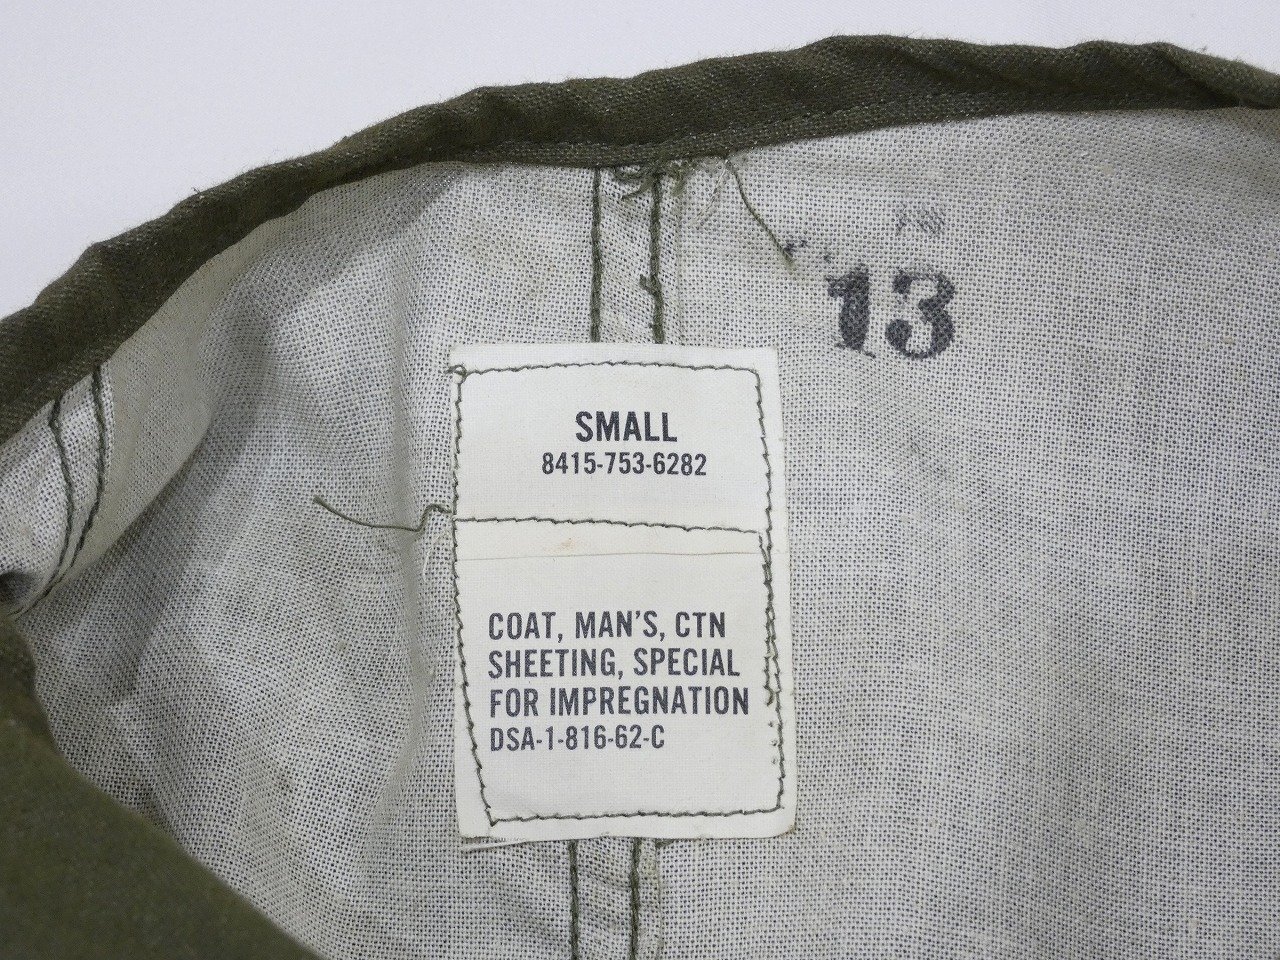 13
SMALL
8415-753-6282
COAT, MAN'S, CTN
SHEETING, SPECIAL
FOR IMPREGNATION
DSA-1-816-62-C